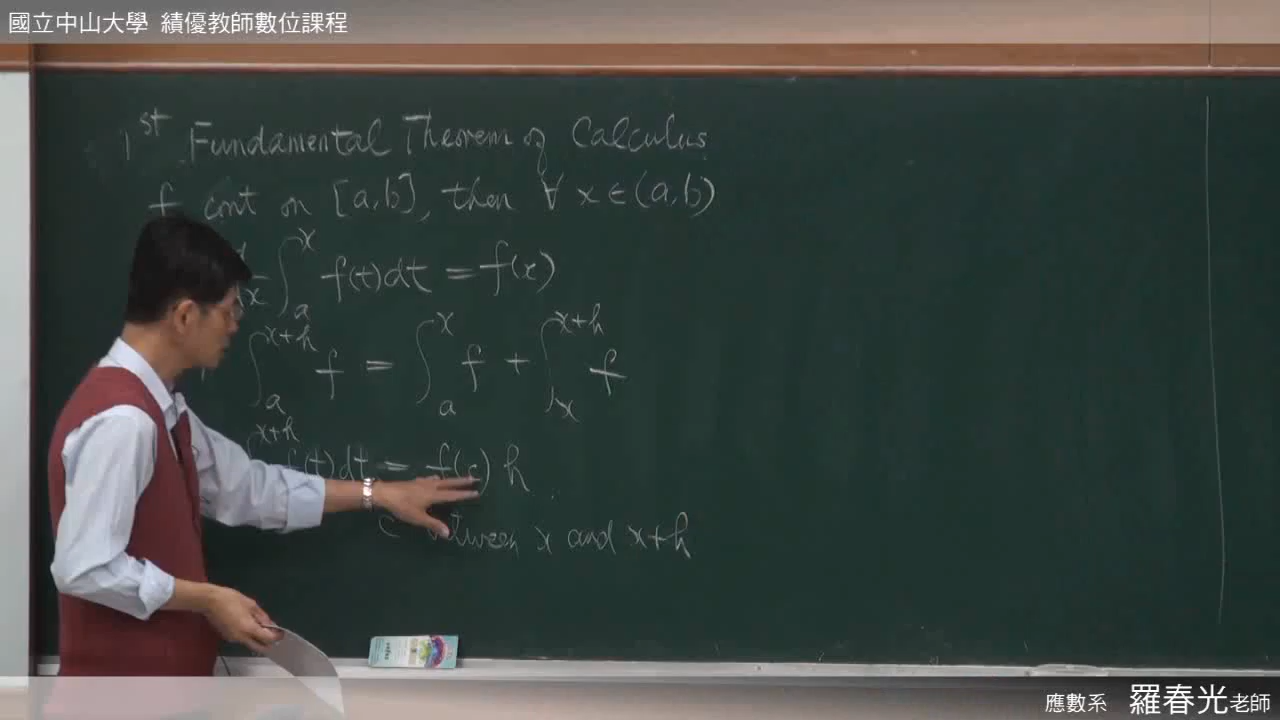 國立中山大學 績優教師數位課程
1st Fundamental Theorem of Calculus
f cont on [a,b], then ∀ x ∈ (a,b)
d/dx ∫_a^x f(t)dt = f(x)
∫_a^{x+h} f = ∫_a^x f + ∫_x^{x+h} f
x+h f(t)dt = f(c) h
c between x and x+h
應數系 羅春光老師